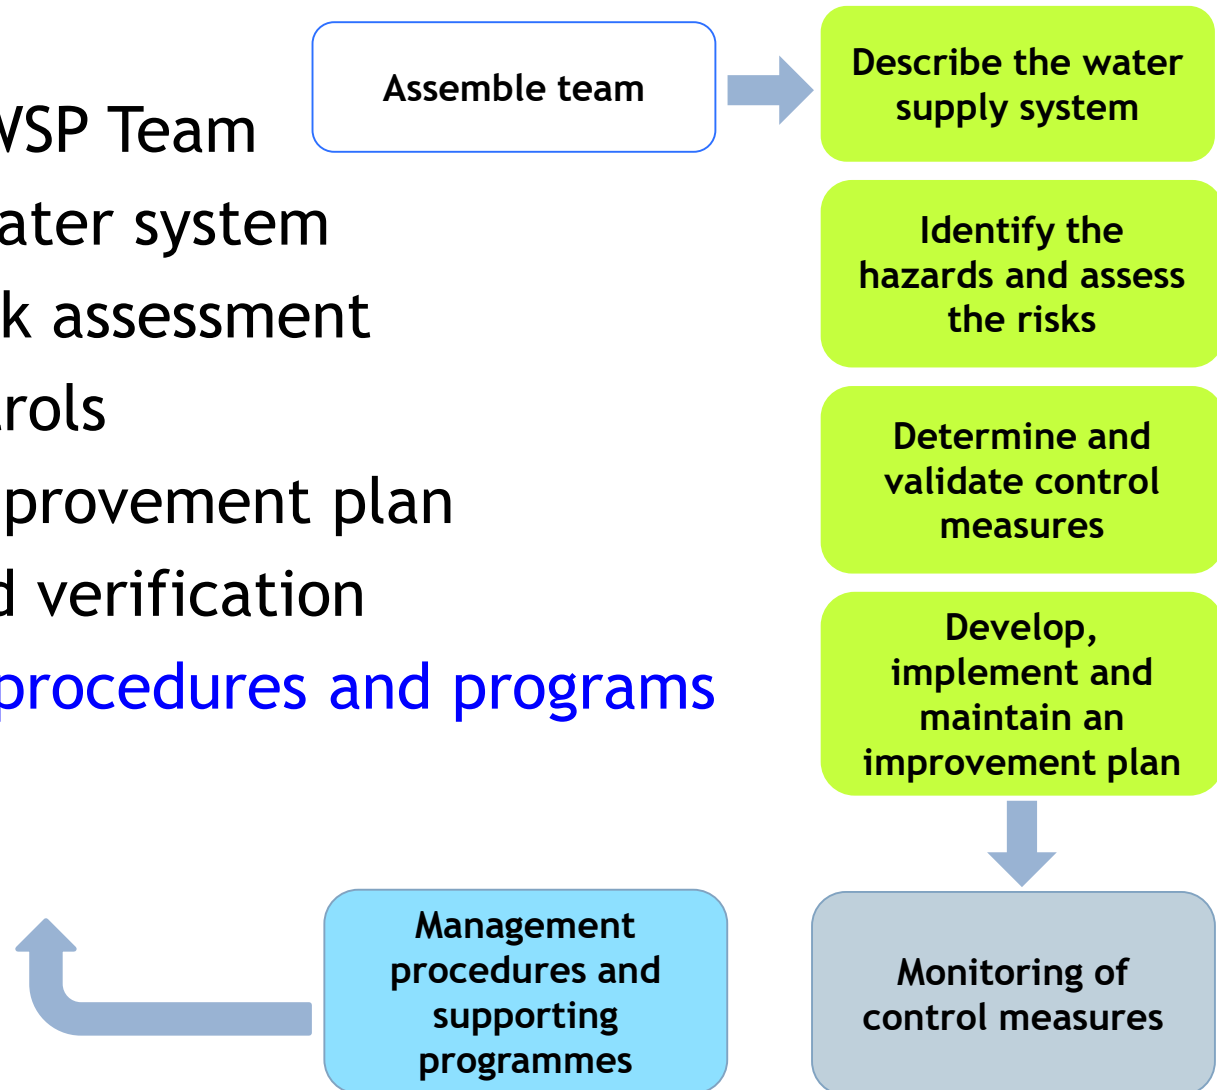 WSP Team
ater system
k assessment
rols
provement plan
d verification
procedures and programs
Assemble team
Describe the water
supply system
Identify the
hazards and assess
the risks
Determine and
validate control
measures
Develop,
implement and
maintain an
improvement plan
Monitoring of
control measures
Management
procedures and
supporting
programmes